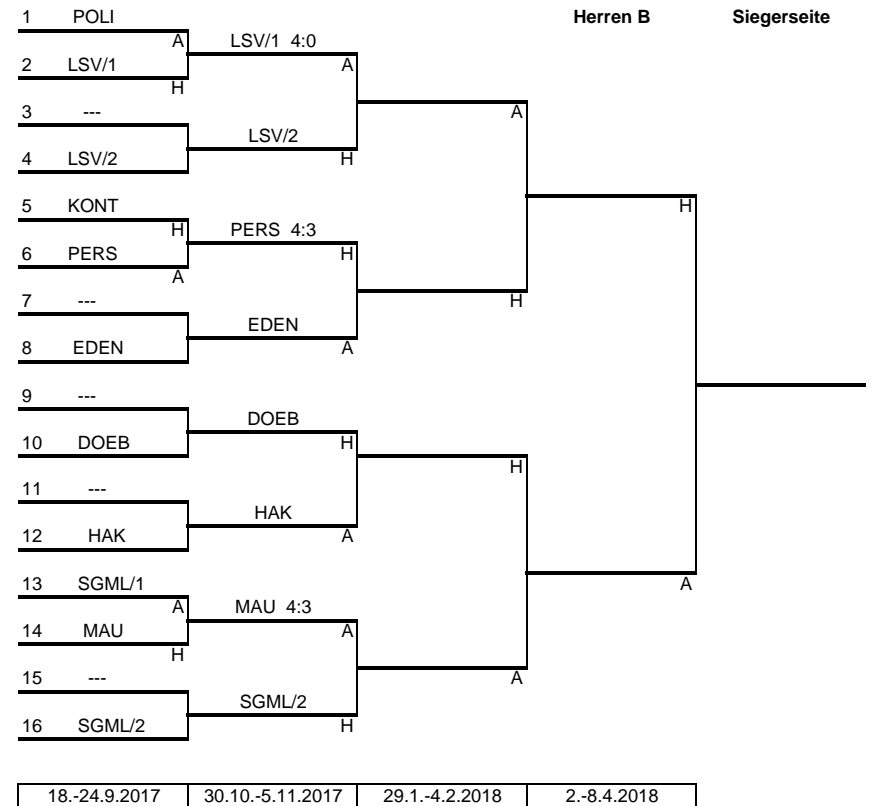 1 POLI Herren B Siegerseite
A LSV/1 4:0
2 LSV/1 A
H
3 --- A
LSV/2
4 LSV/2 H
5 KONT H
H PERS 4:3
6 PERS H
A
7 --- H
EDEN
8 EDEN A
9 ---
DOEB
10 DOEB H
H
11 ---
HAK
12 HAK A
13 SGML/1 A
A MAU 4:3
14 MAU A
H
15 --- A
SGML/2
16 SGML/2 H
18.-24.9.2017 30.10.-5.11.2017 29.1.-4.2.2018 2.-8.4.2018